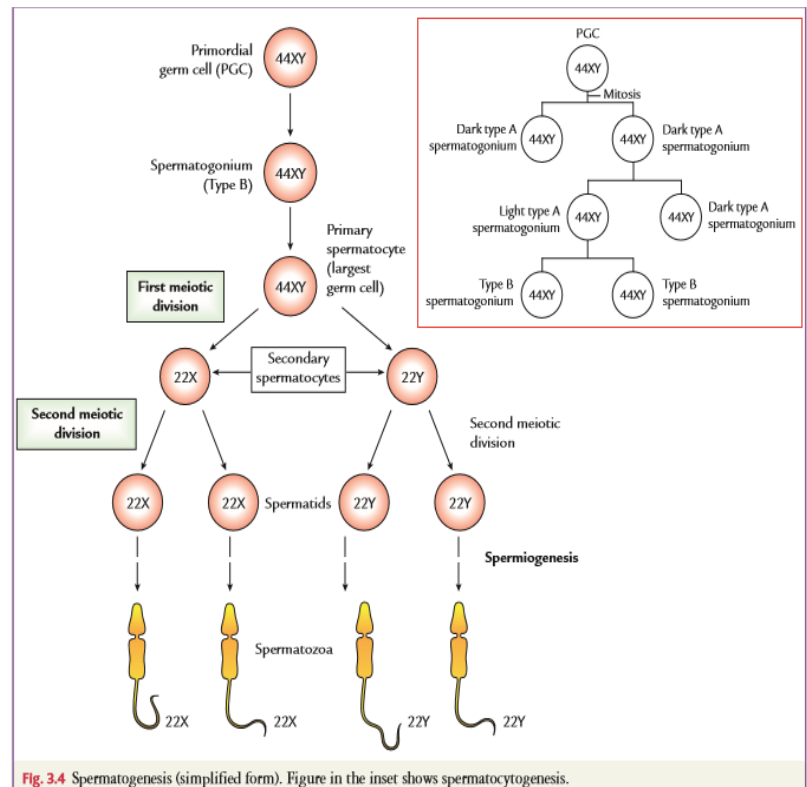 Primordial
germ cell (PGC)
44XY
Spermatogonium
(Type B)
44XY
Primary
spermatocyte
(largest
germ cell)
44XY
First meiotic
division
22X
Secondary
spermatocytes
22Y
Second meiotic
division
Second meiotic
division
22X
22X
Spermatids
22Y
22Y
Spermiogenesis
Spermatozoa
22X
22X
22Y
22Y
PGC
44XY
Mitosis
Dark type A
spermatogonium
44XY
44XY
Dark type A
spermatogonium
Light type A
spermatogonium
44XY
44XY
Dark type A
spermatogonium
Type B
spermatogonium
44XY
44XY
Type B
spermatogonium
Fig. 3.4 Spermatogenesis (simplified form). Figure in the inset shows spermatocytogenesis.